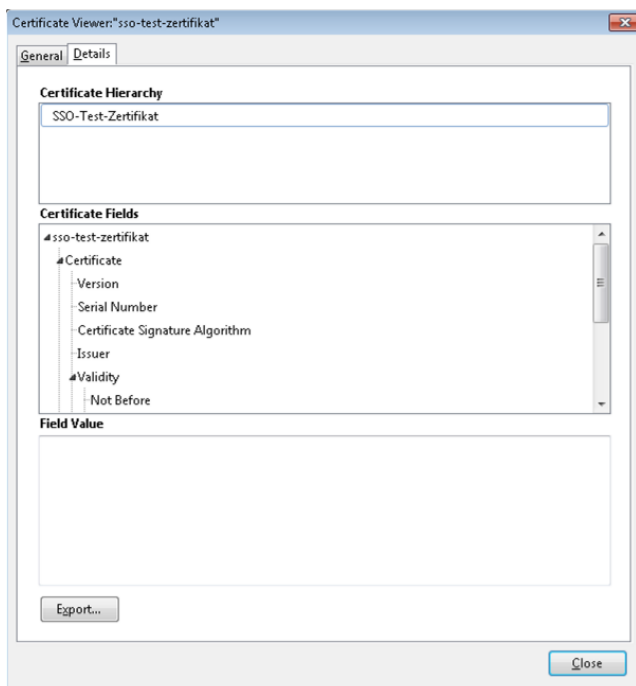 Certificate Viewer:"sso-test-zertifikat"
General Details
Certificate Hierarchy
SSO-Test-Zertifikat
Certificate Fields
sso-test-zertifikat
Certificate
Version
Serial Number
Certificate Signature Algorithm
Issuer
Validity
Not Before
Field Value
Export...
Close